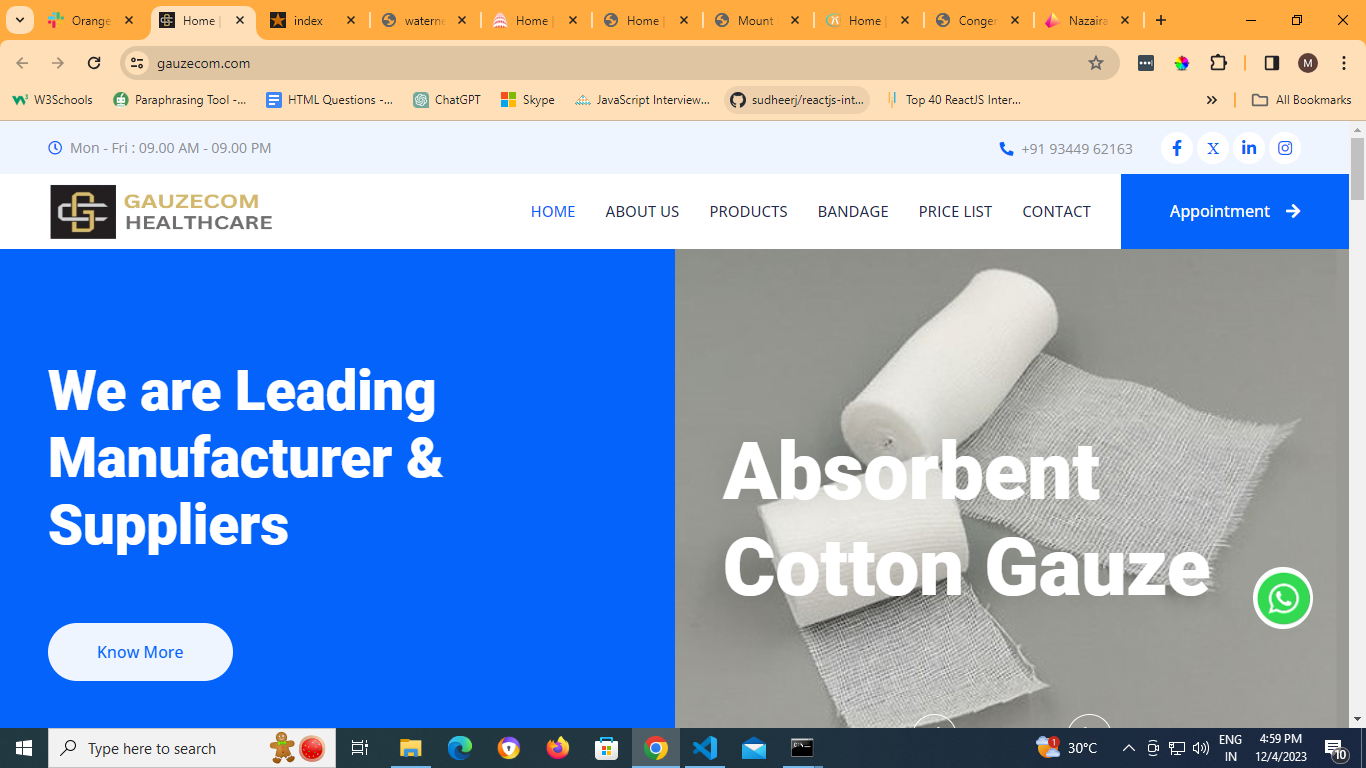 Orange
Home |
index
waterne
Home |
Home |
Mount
Home |
Conger
Nazaira
gauzecom.com
M
W3Schools
Paraphrasing Tool -...
HTML Questions -...
ChatGPT
Skype
JavaScript Interview...
sudheerj/reactjs-int...
Top 40 ReactJS Inter...
All Bookmarks
Mon - Fri : 09.00 AM - 09.00 PM
+91 93449 62163
GAUZECOM
HEALTHCARE
HOME
ABOUT US
PRODUCTS
BANDAGE
PRICE LIST
CONTACT
Appointment
We are Leading
Manufacturer &
Suppliers
Know More
Absorbent
Cotton Gauze
Type here to search
1
30°C
ENG
IN
4:59 PM
12/4/2023
10